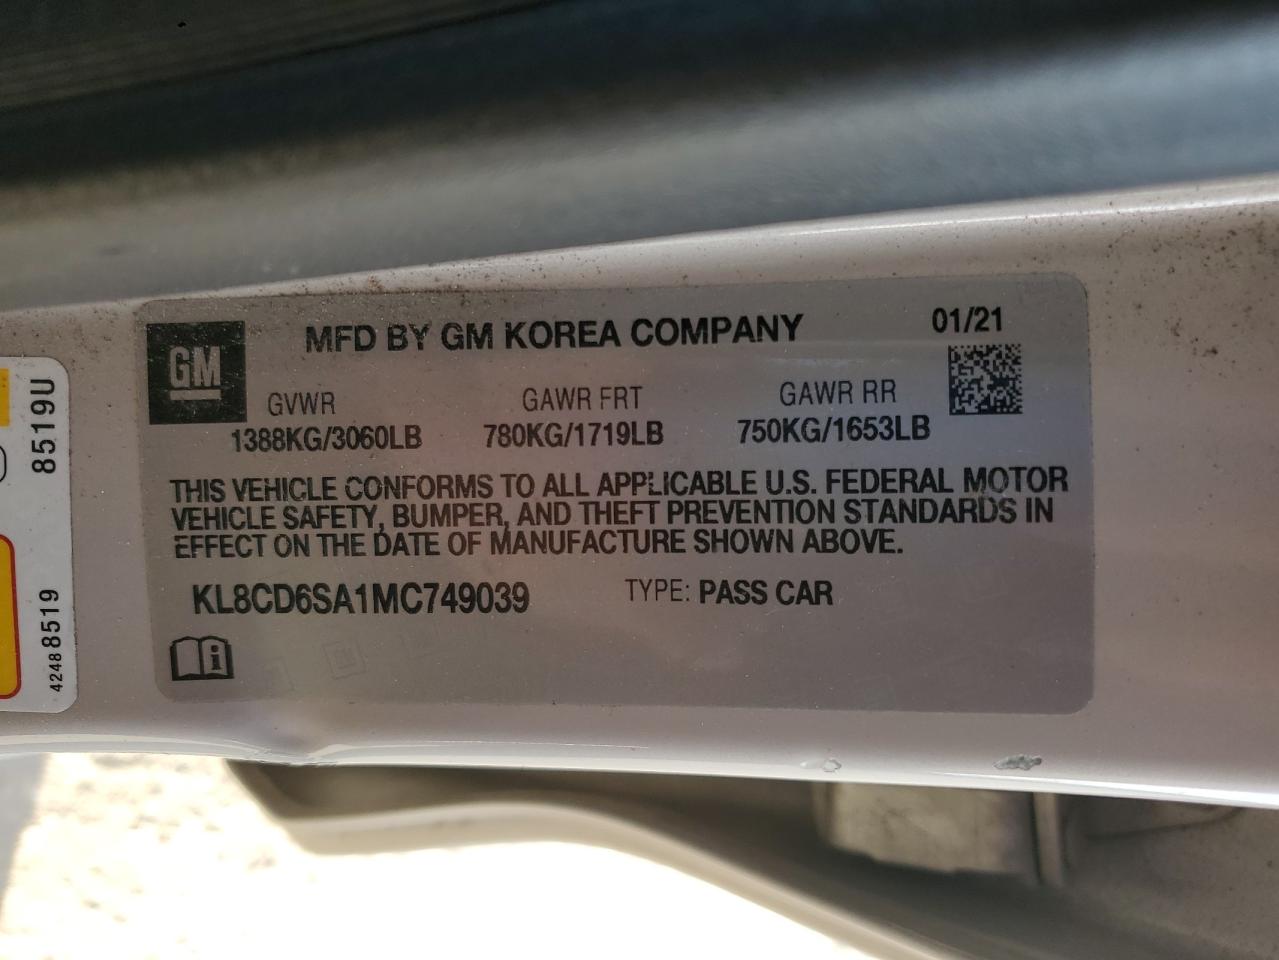 GM
MFD BY GM KOREA COMPANY 01/21
GVWR GAWR FRT GAWR RR
1388KG/3060LB 780KG/1719LB 750KG/1653LB
THIS VEHICLE CONFORMS TO ALL APPLICABLE U.S. FEDERAL MOTOR
VEHICLE SAFETY, BUMPER, AND THEFT PREVENTION STANDARDS IN
EFFECT ON THE DATE OF MANUFACTURE SHOWN ABOVE.
KL8CD6SA1MC749039 TYPE: PASS CAR
8519U
42488519